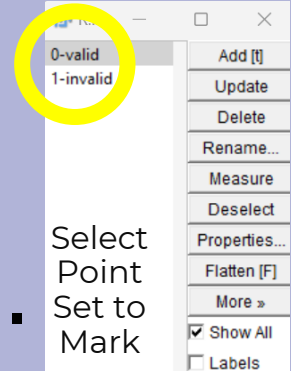 0-valid
1-invalid
Add [t]
Update
Delete
Rename...
Measure
Deselect
Properties...
Flatten [F]
More »
Show All
Labels
Select
Point
Set to
Mark